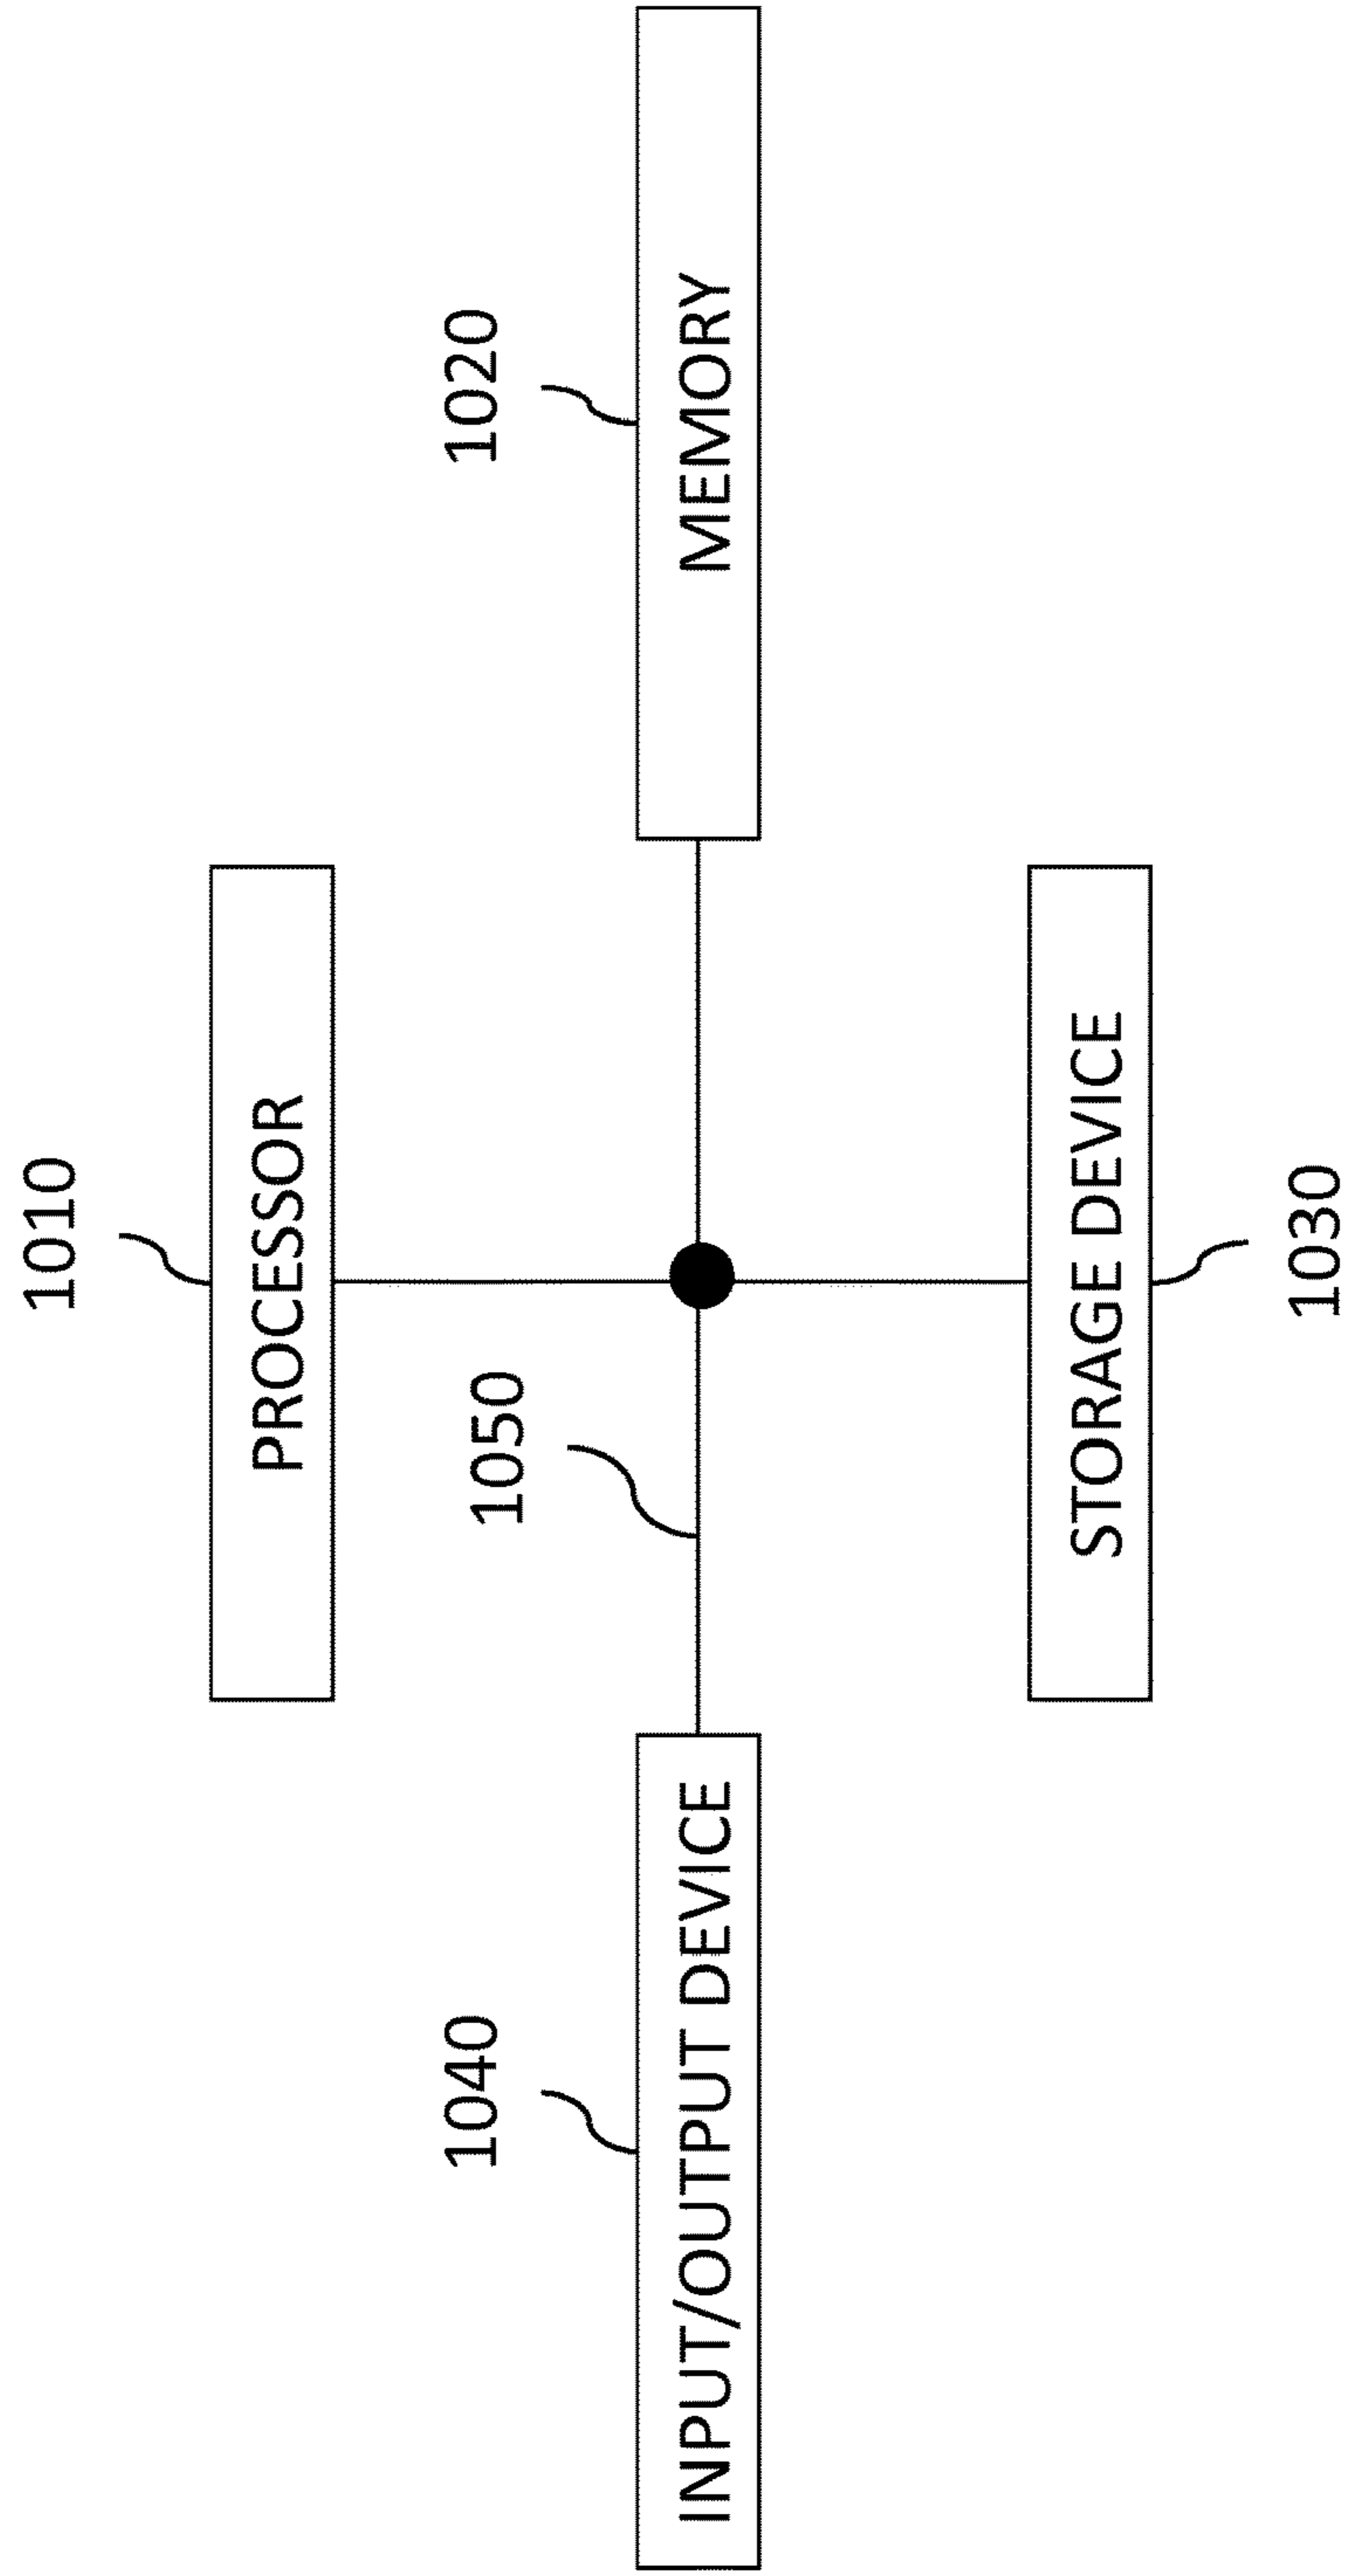 1010
PROCESSOR
1040
1050
1020
INPUT/OUTPUT DEVICE
MEMORY
STORAGE DEVICE
1030